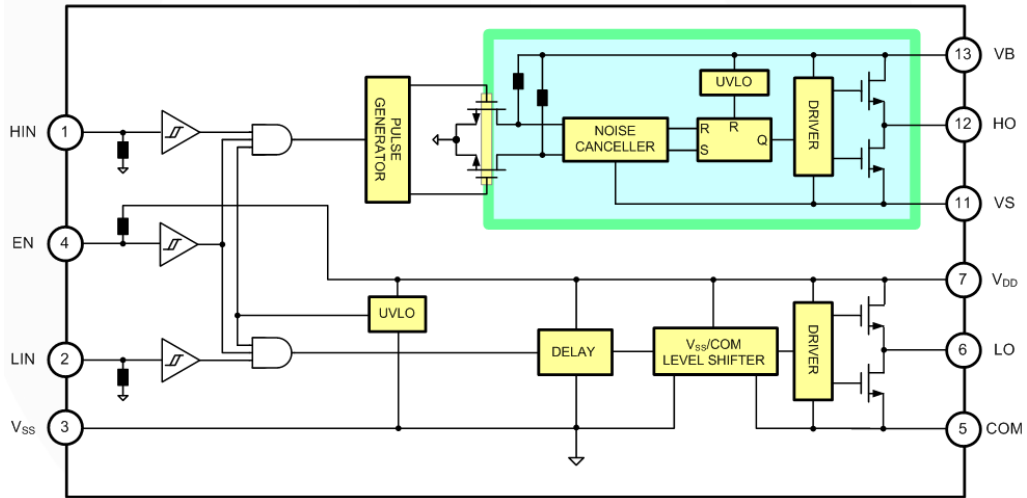 13 VB
UVLO
HIN 1
PULSE
GENERATOR
DRIVER
NOISE
CANCELLER
R R Q
S
12 HO
11 VS
EN 4
7 VDD
UVLO
LIN 2
DELAY
VSS/COM
LEVEL SHIFTER
DRIVER
6 LO
VSS 3
5 COM